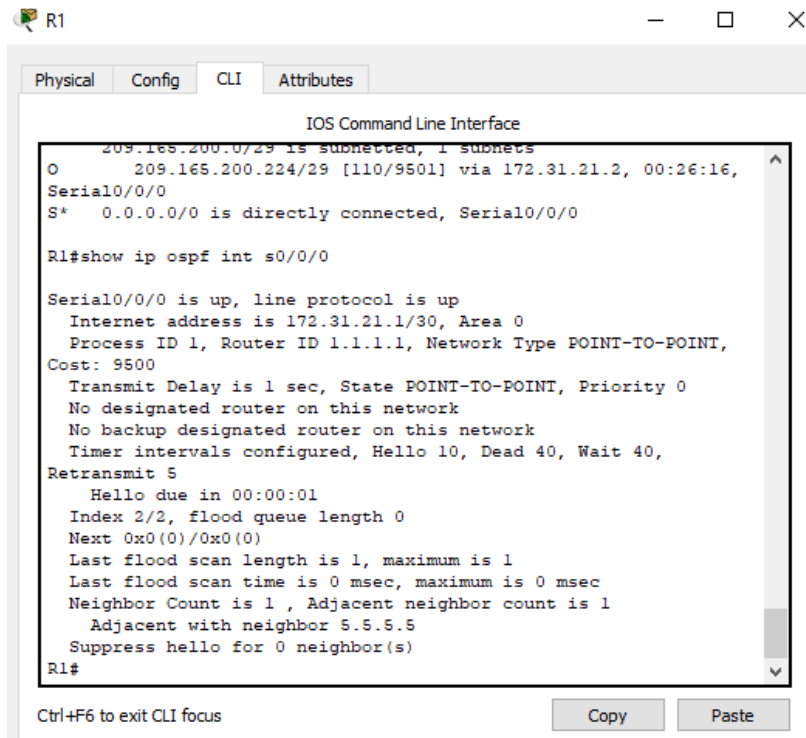 R1
Physical Config CLI Attributes
IOS Command Line Interface
209.165.200.0/29 is subnetted, 1 subnets
O 209.165.200.224/29 [110/9501] via 172.31.21.2, 00:26:16,
Serial0/0/0
S* 0.0.0.0/0 is directly connected, Serial0/0/0
R1#show ip ospf int s0/0/0
Serial0/0/0 is up, line protocol is up
Internet address is 172.31.21.1/30, Area 0
Process ID 1, Router ID 1.1.1.1, Network Type POINT-TO-POINT,
Cost: 9500
Transmit Delay is 1 sec, State POINT-TO-POINT, Priority 0
No designated router on this network
No backup designated router on this network
Timer intervals configured, Hello 10, Dead 40, Wait 40,
Retransmit 5
Hello due in 00:00:01
Index 2/2, flood queue length 0
Next 0x0(0)/0x0(0)
Last flood scan length is 1, maximum is 1
Last flood scan time is 0 msec, maximum is 0 msec
Neighbor Count is 1 , Adjacent neighbor count is 1
Adjacent with neighbor 5.5.5.5
Suppress hello for 0 neighbor(s)
R1#
Ctrl+F6 to exit CLI focus
Copy Paste